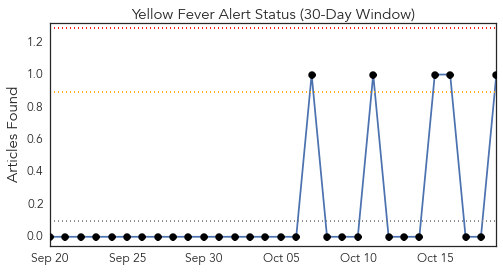 Yellow Fever Alert Status (30-Day Window)
Articles Found
1.2
1.0
0.8
0.6
0.4
0.2
0.0
Sep 20 Sep 25 Sep 30 Oct 05 Oct 10 Oct 15